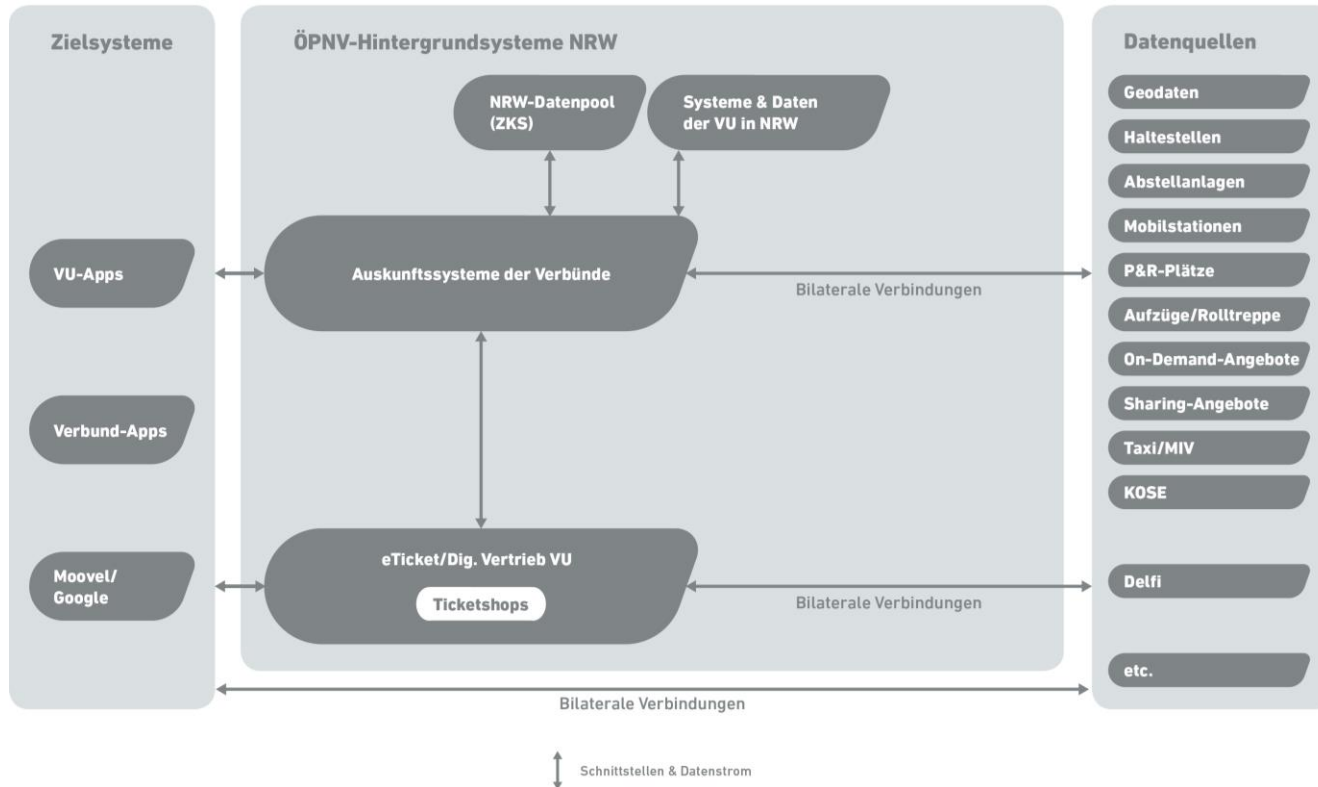 Zielsysteme
VU-Apps
Verbund-Apps
Moovel/
Google
ÖPNV-Hintergrundsysteme NRW
NRW-Datenpool
(ZKS)
Systeme & Daten
der VU in NRW
Auskunftssysteme der Verbünde
Bilaterale Verbindungen
eTicket/Dig. Vertrieb VU
Ticketshops
Bilaterale Verbindungen
Datenquellen
Geodaten
Haltestellen
Abstellanlagen
Mobilstationen
P&R-Plätze
Aufzüge/Rolltreppe
On-Demand-Angebote
Sharing-Angebote
Taxi/MIV
KOSE
Delfi
etc.
Bilaterale Verbindungen
Schnittstellen & Datenstrom